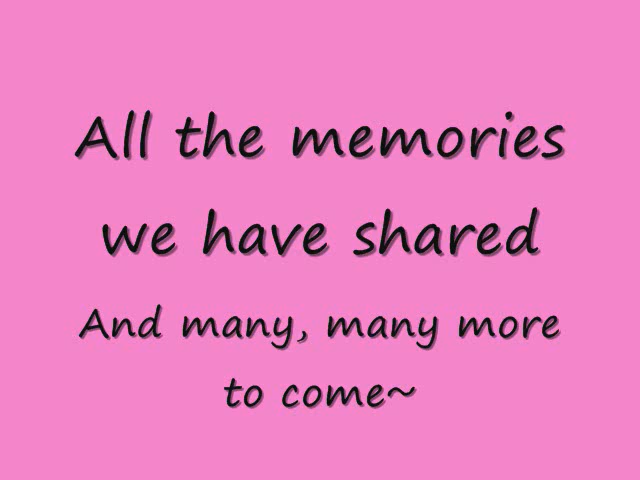 All the memories
we have shared
And many, many more
to come~